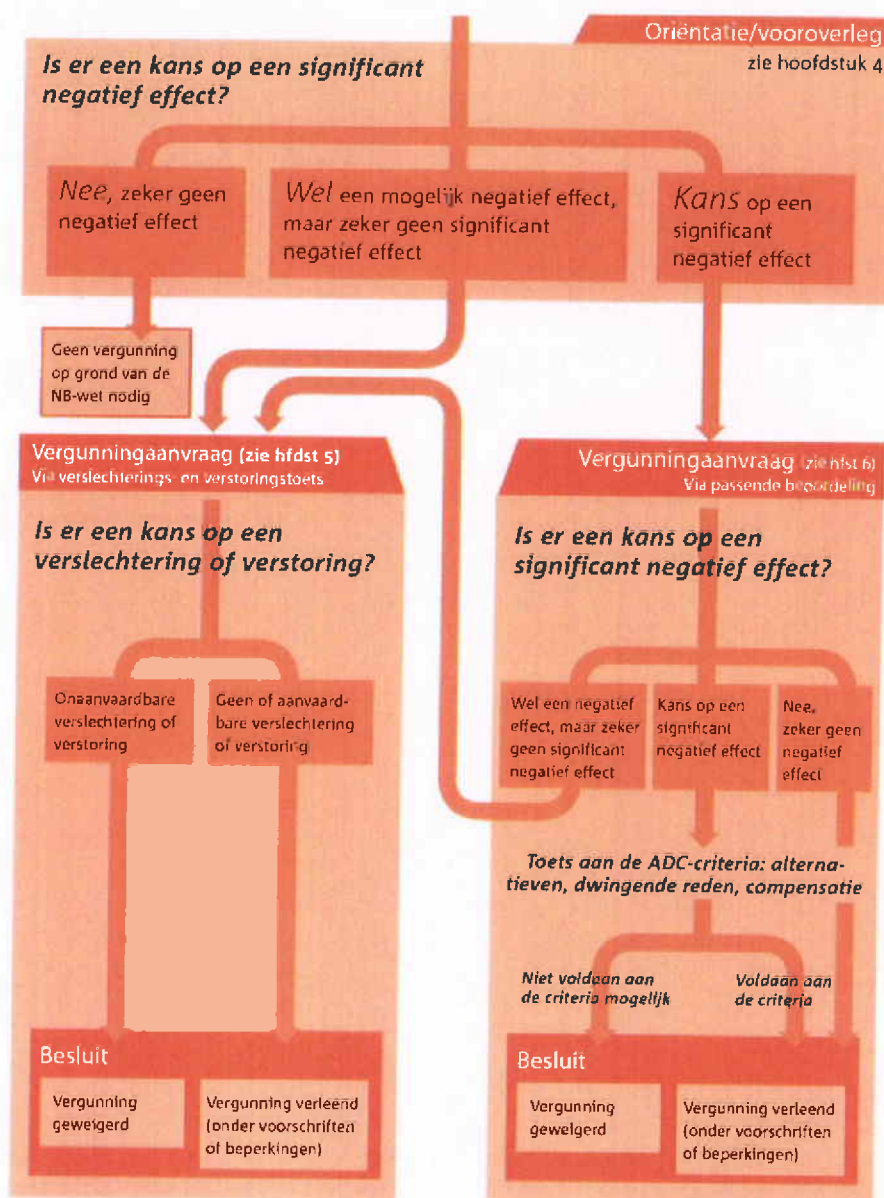 Oriëntatie/vooroverleg
zie hoofdstuk 4
Is er een kans op een significant
negatief effect?
Nee, zeker geen
negatief effect
Wel een mogelijk negatief effect,
maar zeker geen significant
negatief effect
Kans op een
significant
negatief effect
Geen vergunning
op grond van de
NB-wet nodig
Vergunningaanvraag (zie hfdst 5)
Via verslechterings- en verstoringstoets
Is er een kans op een
verslechtering of verstoring?
Onaanvaardbare
verslechtering of
verstoring
Geen of aanvaard-
bare verslechtering
of verstoring
Besluit
Vergunning
geweigerd
Vergunning verleend
(onder voorschriften
of beperkingen)
Vergunningaanvraag (zie hfst 6)
Via passende beoordeling
Is er een kans op een
significant negatief effect?
Wel een negatief
effect, maar zeker
geen significant
negatief effect
Kans op een
significant
negatief effect
Nee,
zeker geen
negatief
effect
Toets aan de ADC-criteria: alterna-
tieven, dwingende reden, compensatie
Niet voldaan aan
de criteria mogelijk
Voldaan aan
de criteria
Besluit
Vergunning
geweigerd
Vergunning verleend
(onder voorschriften
of beperkingen)